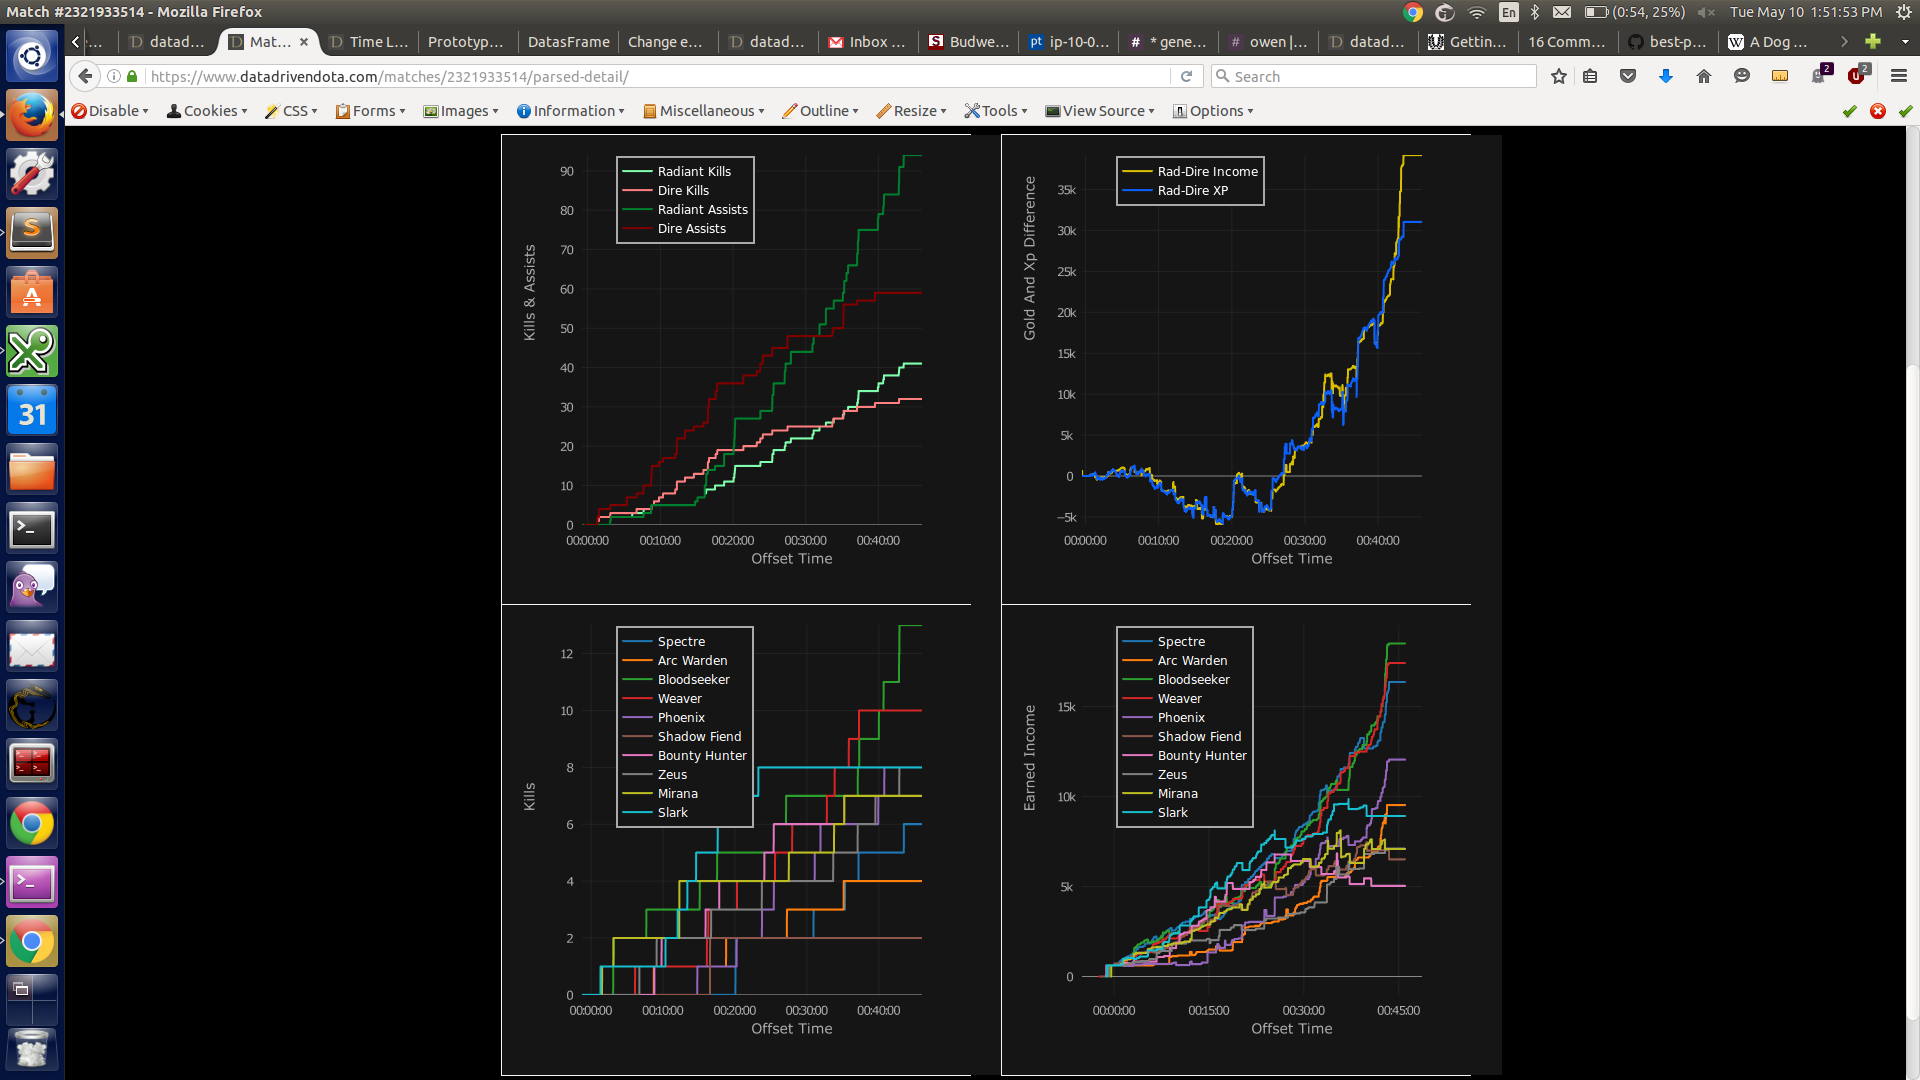 Match #2321933514 - Mozilla Firefox
En (0:54, 25%) Tue May 10 1:51:53 PM
e... datad... Mat... × Time L... Prototyp... DatasFrame Change e... datad... Inbox ... Budwe... pt ip-10-0... # * gene... # owen |... datad... Gettin... 16 Comm... best-p... W A Dog ...
https://www.datadrivendota.com/matches/2321933514/parsed-detail/ Search 2 2
Disable Cookies CSS Forms Images Information Miscellaneous Outline Resize Tools View Source Options
31
Kills & Assists
90
80
70
60
50
40
30
20
10
0
Radiant Kills
Dire Kills
Radiant Assists
Dire Assists
00:00:00 00:10:00 00:20:00 00:30:00 00:40:00
Offset Time
Gold And Xp Difference
35k
30k
25k
20k
15k
10k
5k
0
−5k
Rad-Dire Income
Rad-Dire XP
00:00:00 00:10:00 00:20:00 00:30:00 00:40:00
Offset Time
Kills
12
10
8
6
4
2
0
Spectre
Arc Warden
Bloodseeker
Weaver
Phoenix
Shadow Fiend
Bounty Hunter
Zeus
Mirana
Slark
00:00:00 00:10:00 00:20:00 00:30:00 00:40:00
Offset Time
Earned Income
15k
10k
5k
0
Spectre
Arc Warden
Bloodseeker
Weaver
Phoenix
Shadow Fiend
Bounty Hunter
Zeus
Mirana
Slark
00:00:00 00:15:00 00:30:00 00:45:00
Offset Time